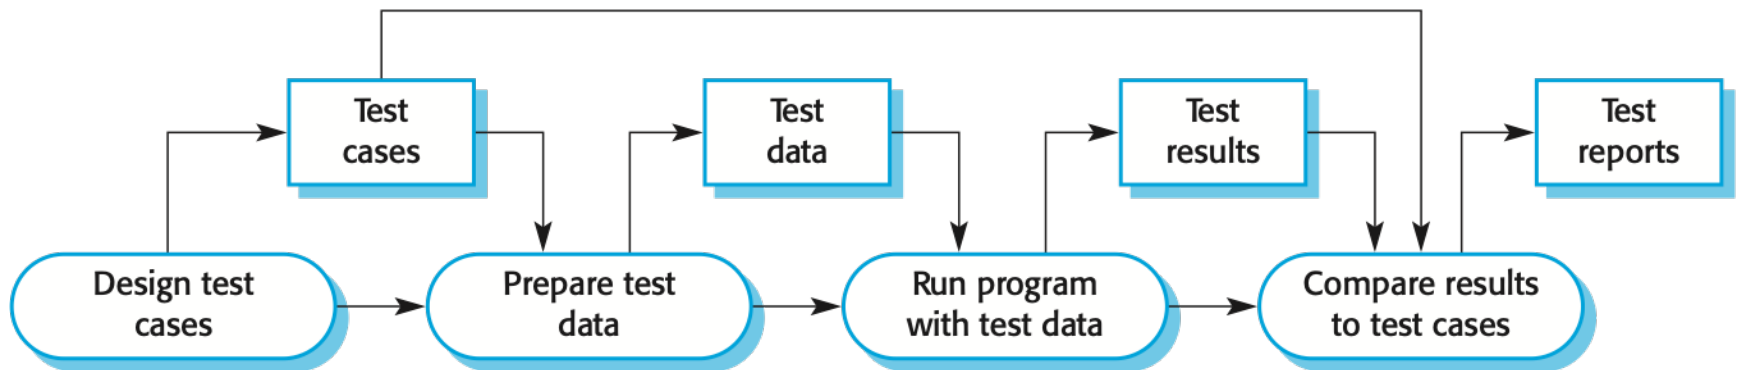 Test
cases
Test
data
Test
results
Test
reports
Design test
cases
Prepare test
data
Run program
with test data
Compare results
to test cases